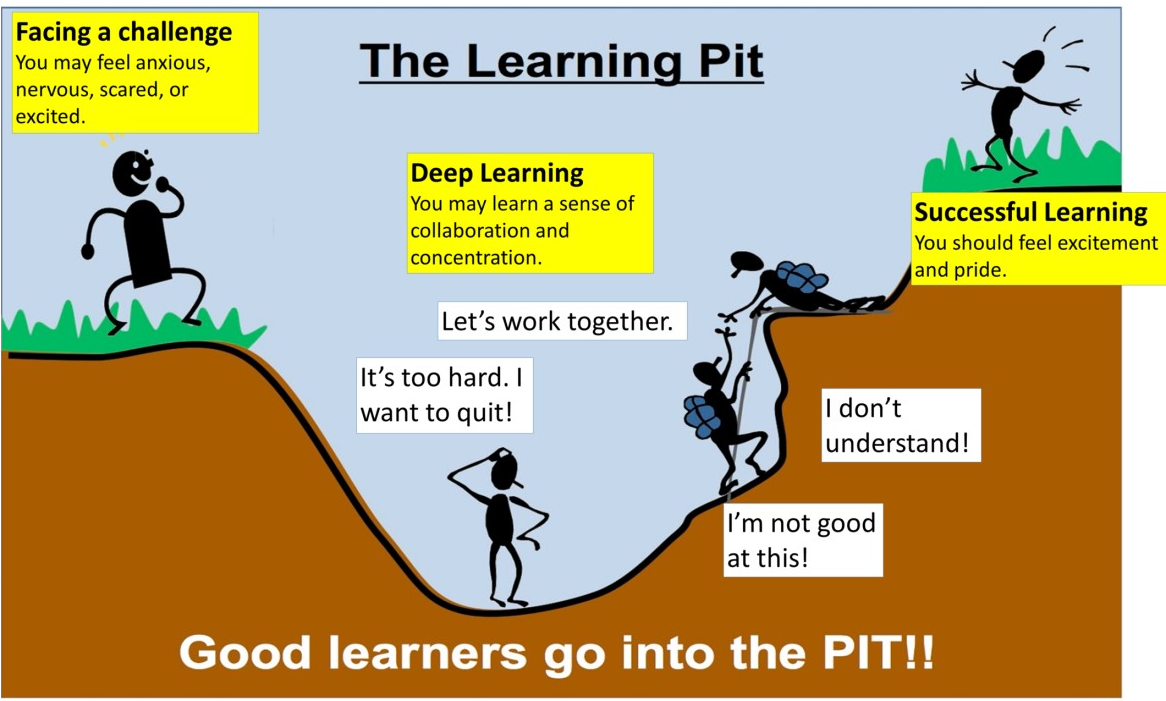 Facing a challenge
You may feel anxious,
nervous, scared, or
excited.
The Learning Pit
Deep Learning
You may learn a sense of
collaboration and
concentration.
Successful Learning
You should feel excitement
and pride.
Let’s work together.
It’s too hard. I
want to quit!
I don’t
understand!
I’m not good
at this!
Good learners go into the PIT!!